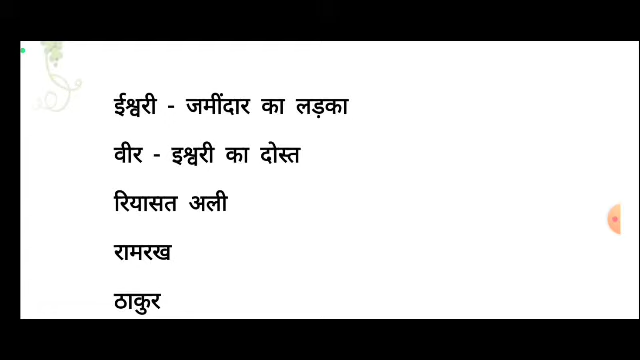 ईश्वरी - जमींदार का लड़का
वीर - इश्वरी का दोस्त
रियासत अली
रामरख
ठाकुर